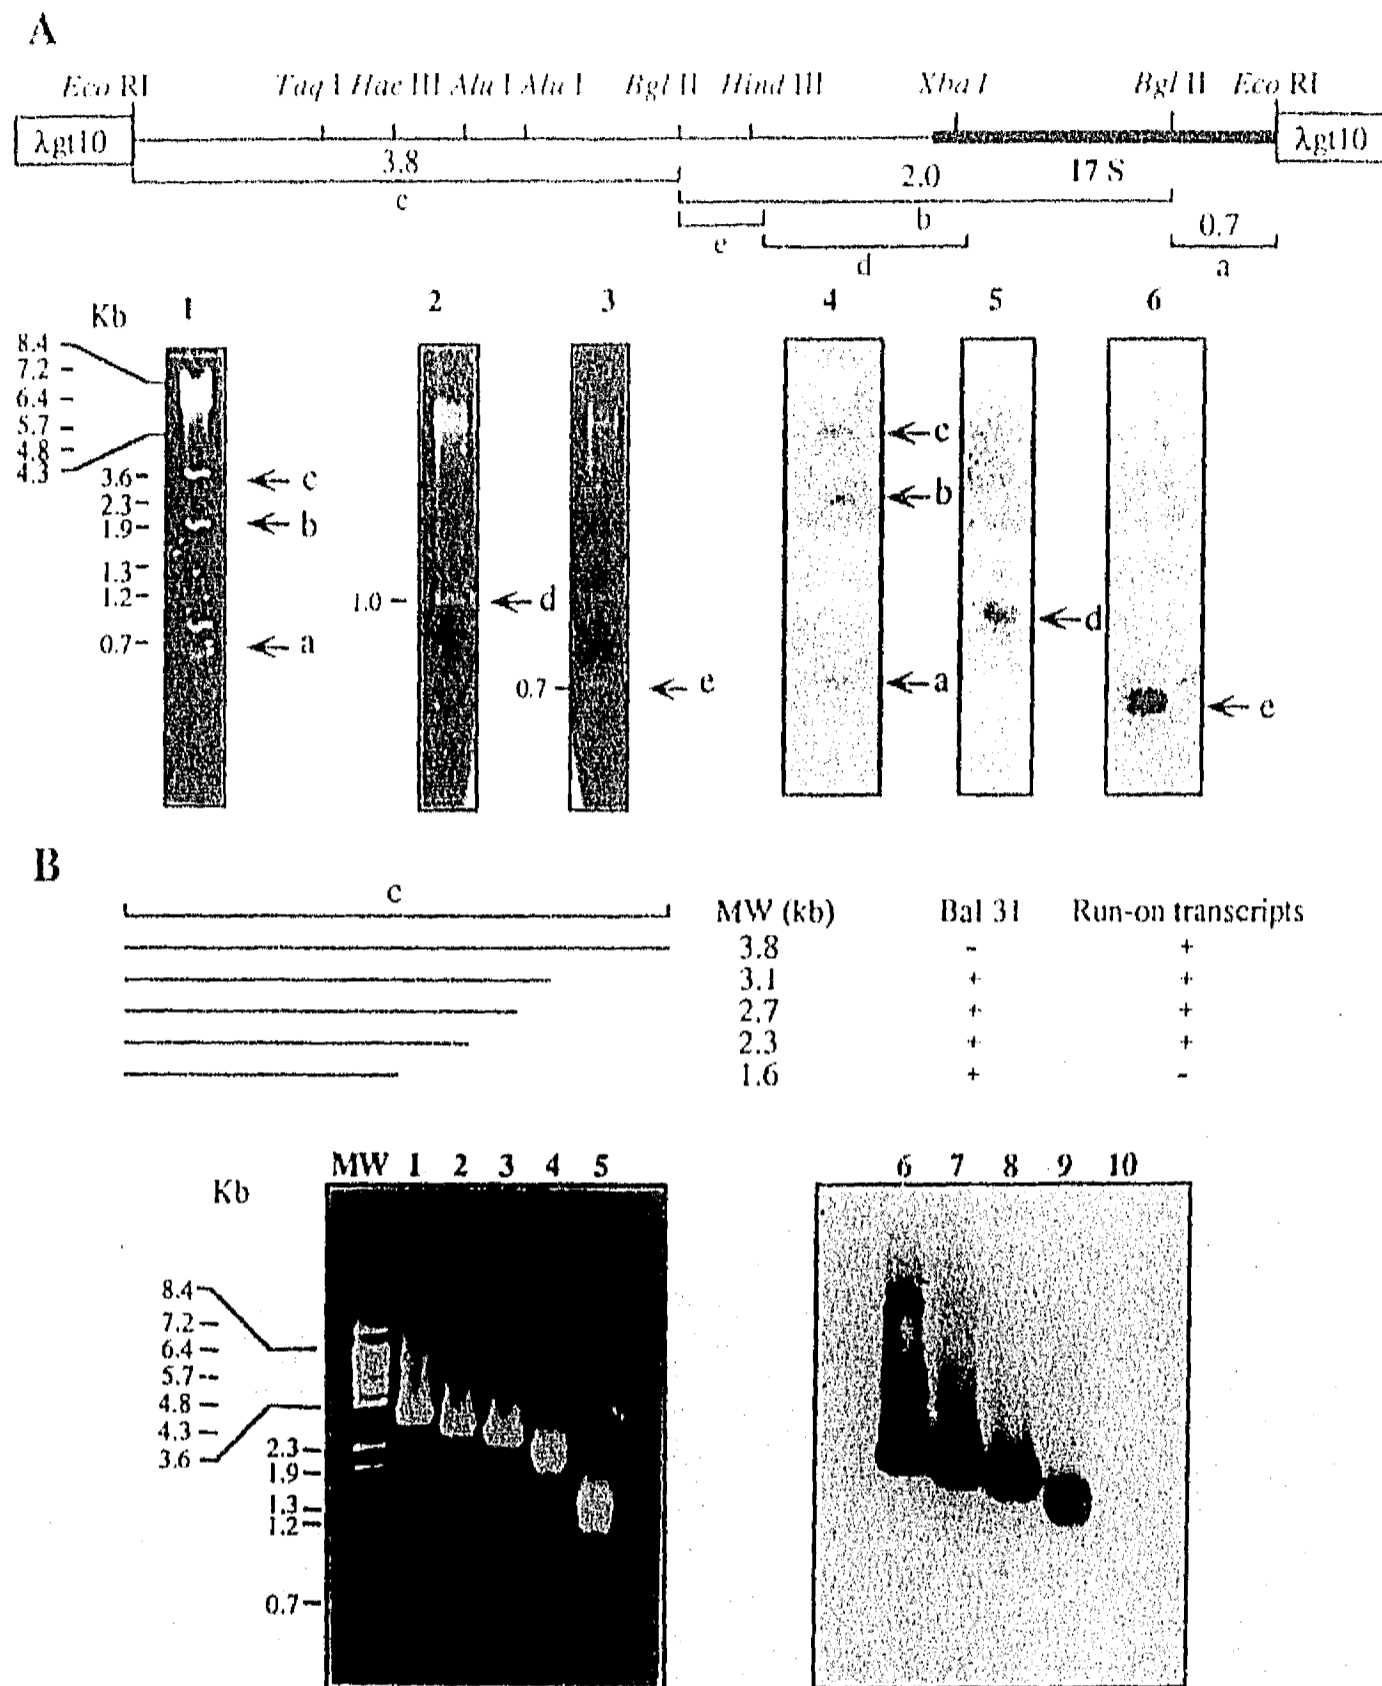 A
Eco RI Taq I Hae III Alu I Alu I Bgl II Hind III Xba I Bgl II Eco RI
λgt10 λgt10
3.8 2.0 17 S
c
e b 0.7
d a
Kb 1 2 3 4 5 6
8.4
7.2
6.4
5.7
4.8
4.3
3.6
2.3
1.9
1.3
1.2
0.7
c
b
a
1.0 d
0.7 e
c
b
a
d
e
B
c
MW (kb) Bal 31 Run-on transcripts
3.8 - +
3.1 + +
2.7 + +
2.3 + +
1.6 + -
MW 1 2 3 4 5 6 7 8 9 10
Kb
8.4
7.2
6.4
5.7
4.8
4.3
3.6
2.3
1.9
1.3
1.2
0.7